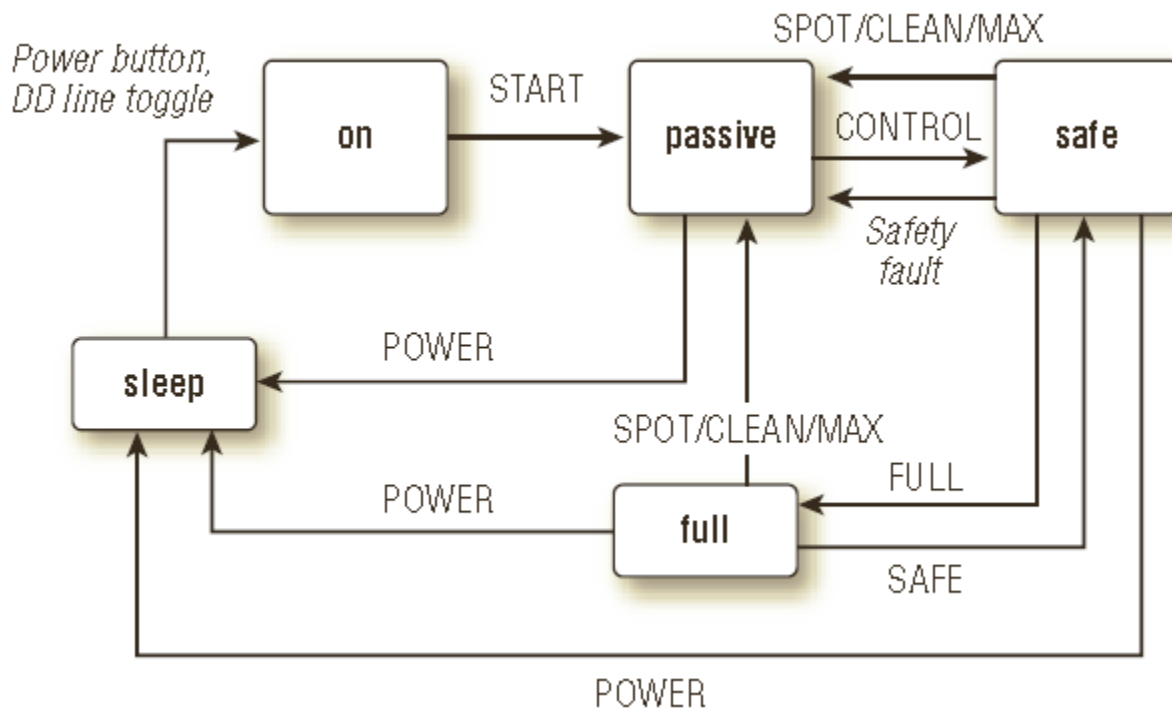 SPOT/CLEAN/MAX
Power button,
DD line toggle
START
on
passive
CONTROL
safe
Safety
fault
POWER
sleep
SPOT/CLEAN/MAX
FULL
POWER
full
SAFE
POWER